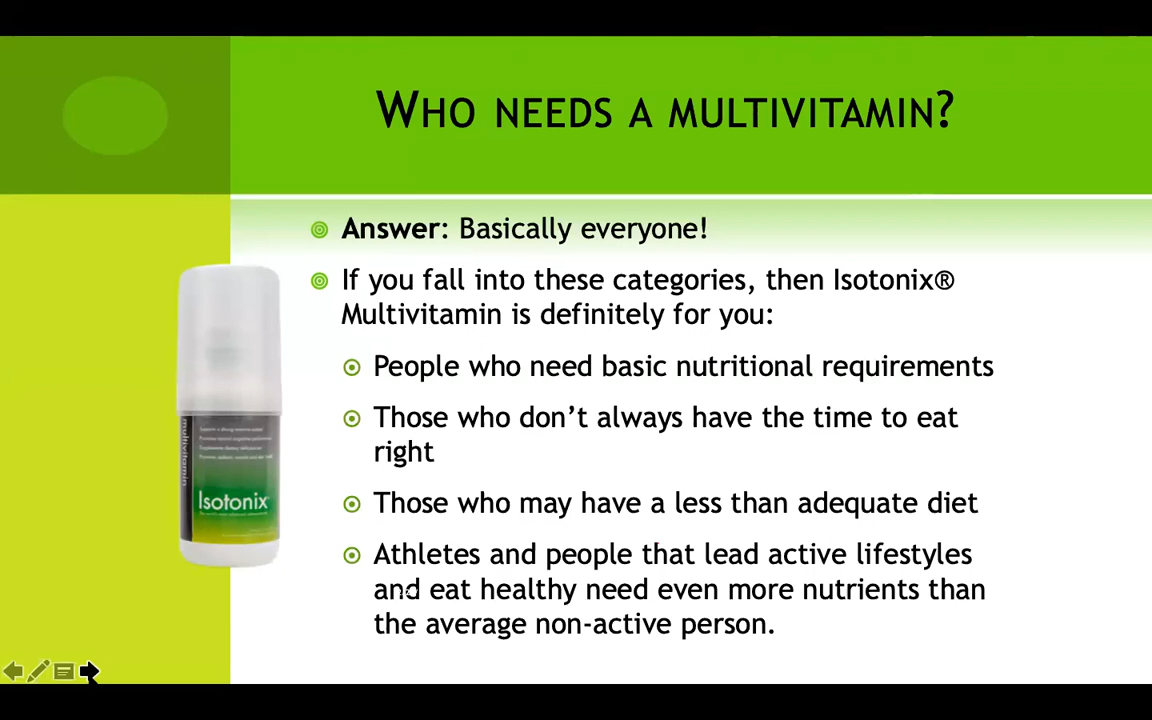 WHO NEEDS A MULTIVITAMIN?
Answer: Basically everyone!
If you fall into these categories, then Isotonix®
Multivitamin is definitely for you:
People who need basic nutritional requirements
Those who don’t always have the time to eat
right
Those who may have a less than adequate diet
Athletes and people that lead active lifestyles
and eat healthy need even more nutrients than
the average non-active person.
multivitamin
Isotonix